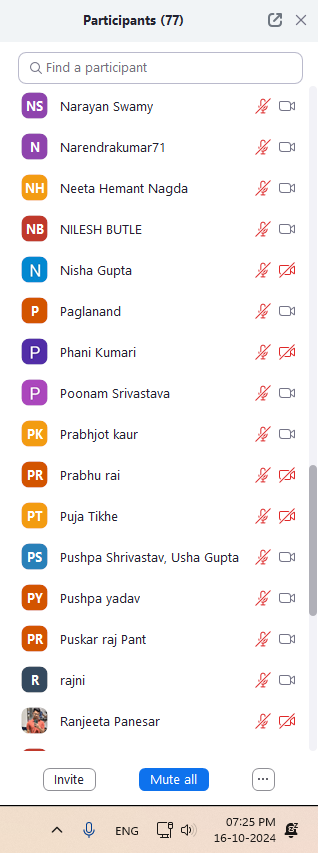 Participants (77)
Find a participant
NS Narayan Swamy
N Narendrakumar71
NH Neeta Hemant Nagda
NB NILESH BUTLE
N Nisha Gupta
P Paglanand
P Phani Kumari
P Poonam Srivastava
PK Prabhjot kaur
PR Prabhu rai
PT Puja Tikhe
PS Pushpa Shrivastav, Usha Gupta
PY Pushpa yadav
PR Puskar raj Pant
R rajni
Ranjeeta Panesar
Invite Mute all ...
07:25 PM
ENG
16-10-2024